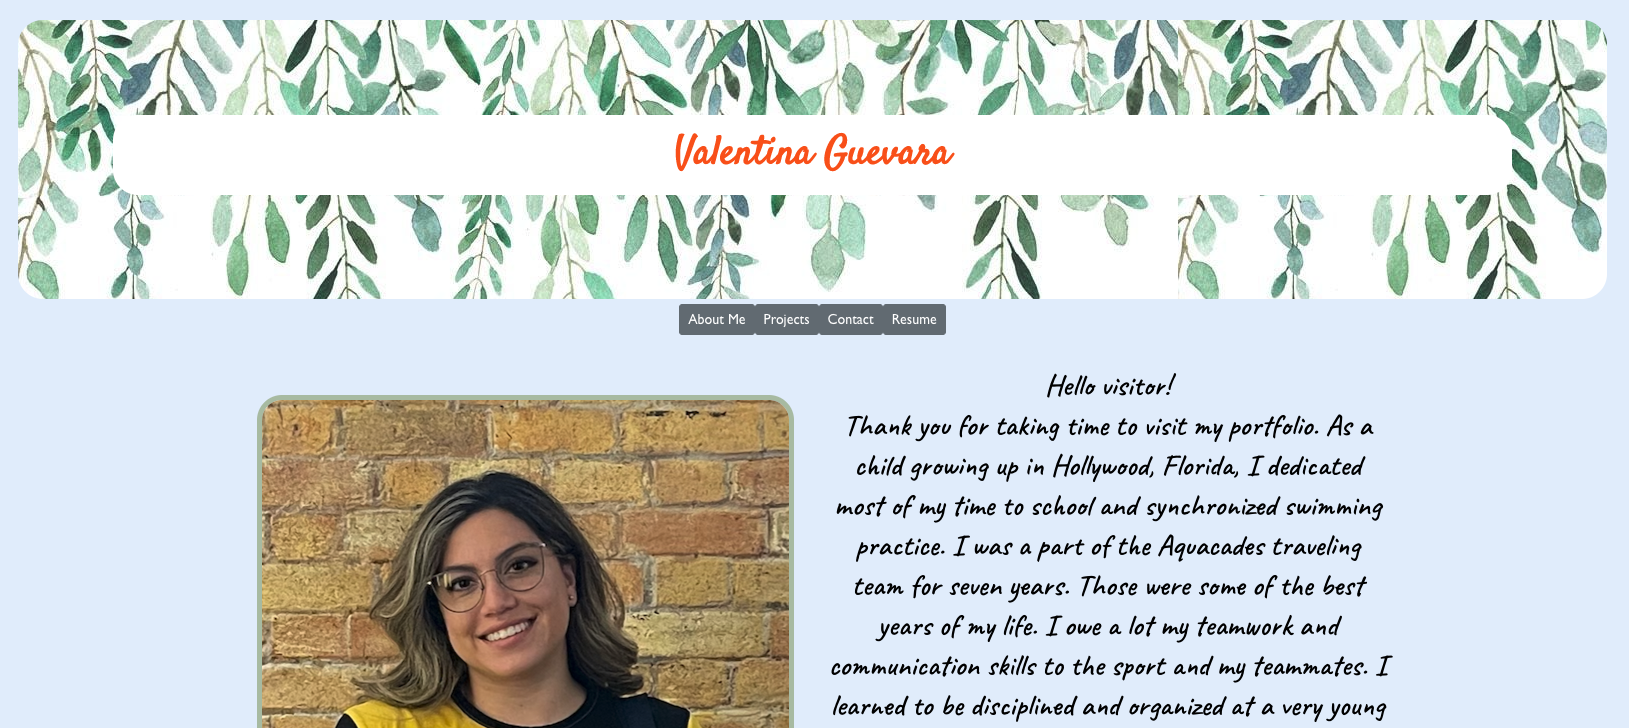 Valentina Guevara
About Me Projects Contact Resume
Hello visitor!
Thank you for taking time to visit my portfolio. As a
child growing up in Hollywood, Florida, I dedicated
most of my time to school and synchronized swimming
practice. I was a part of the Aquacades traveling
team for seven years. Those were some of the best
years of my life. I owe a lot my teamwork and
communication skills to the sport and my teammates. I
learned to be disciplined and organized at a very young